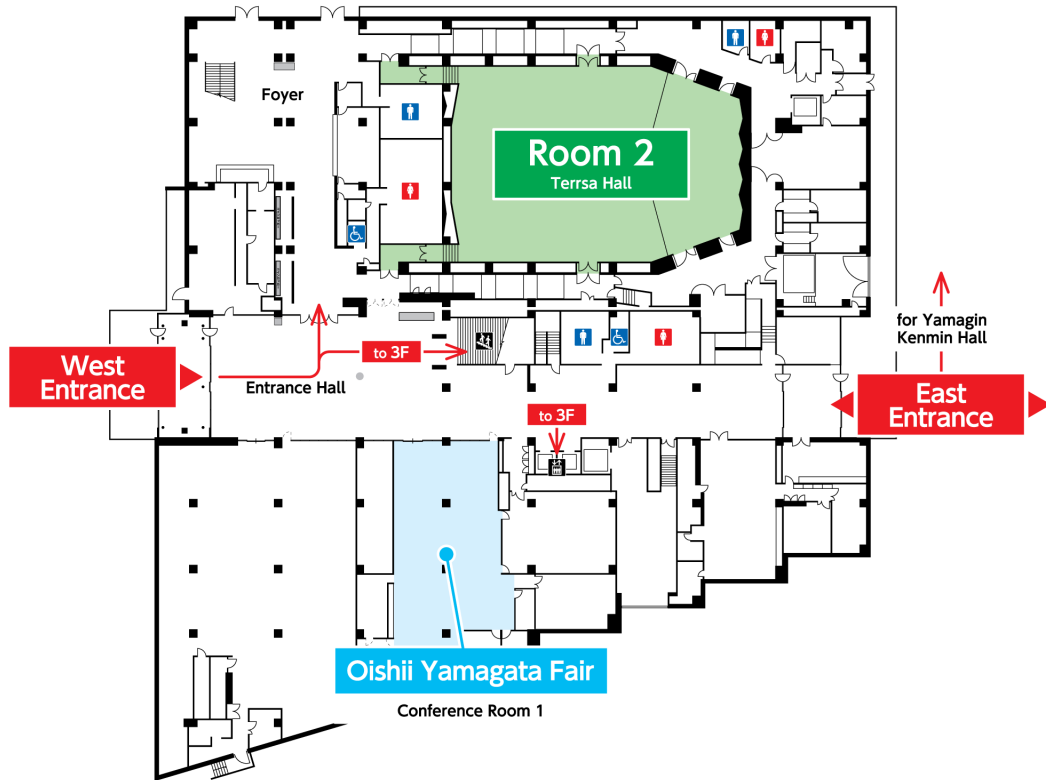 Foyer
Room 2
Terrsa Hall
for Yamagin
Kenmin Hall
West
Entrance
to 3F
Entrance Hall
East
Entrance
to 3F
Oishii Yamagata Fair
Conference Room 1